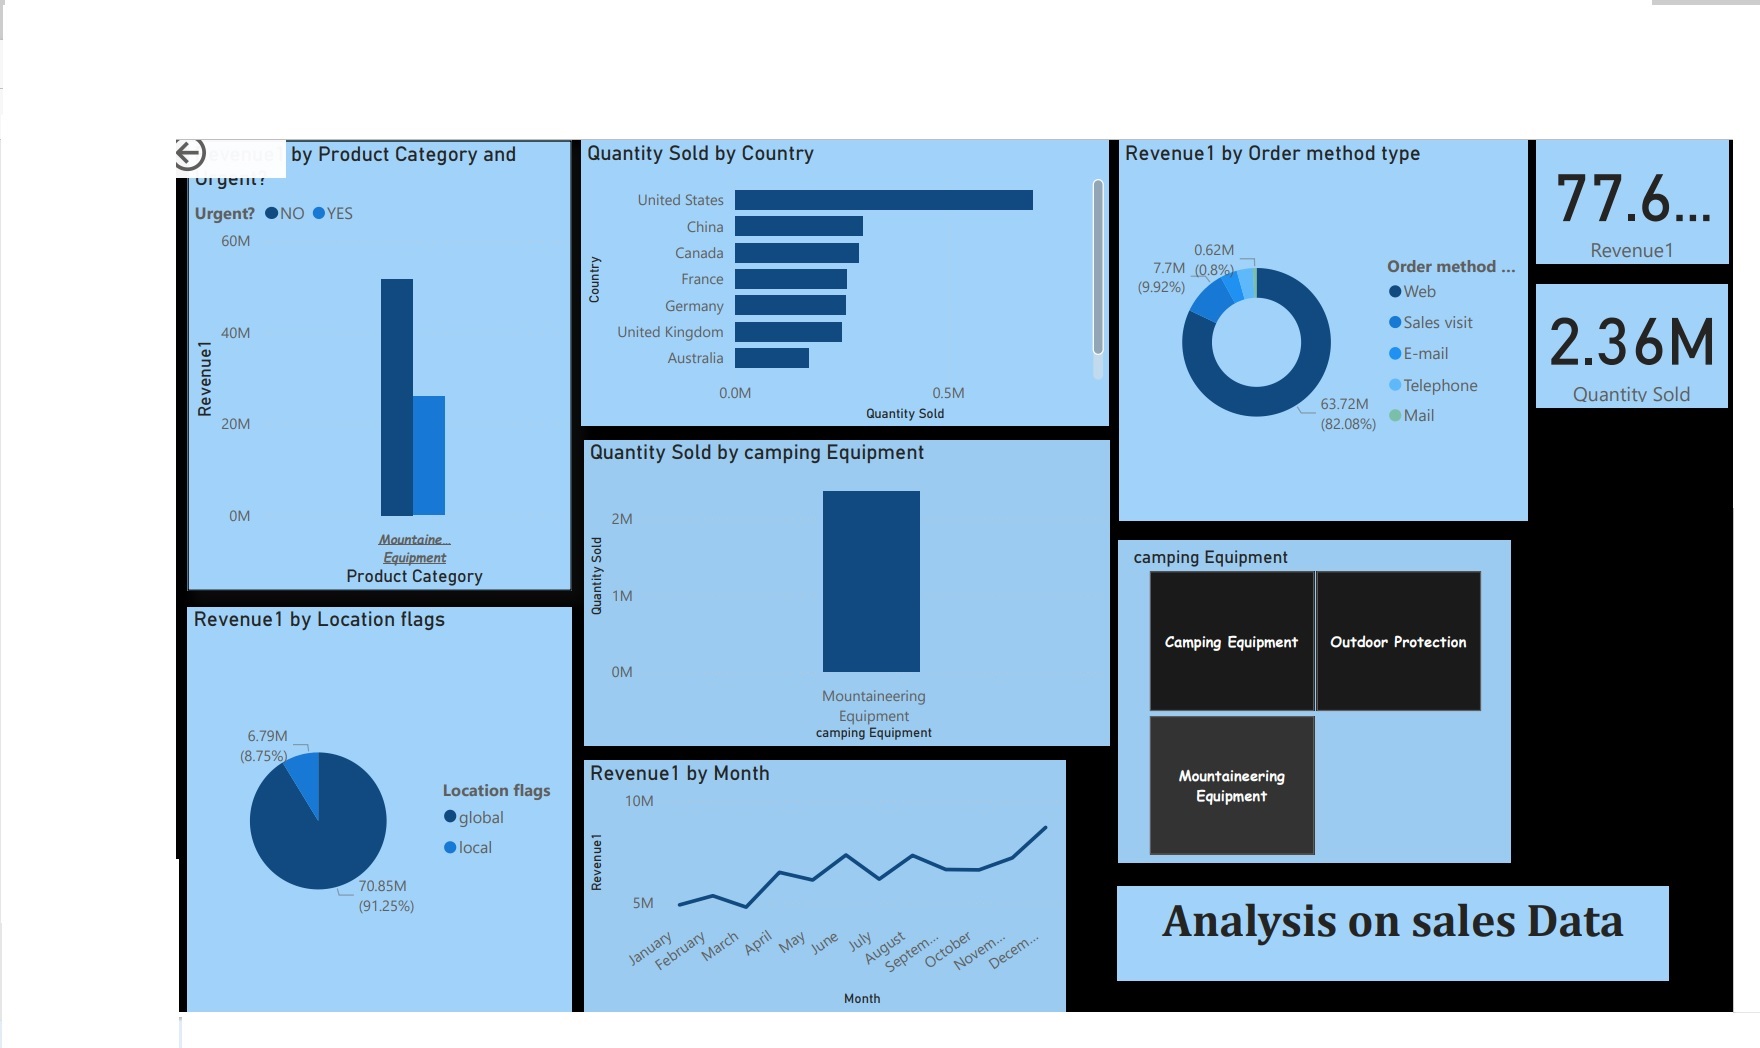 Revenue1 by Product Category and
Urgent?
Urgent? NO YES
60M
40M
20M
0M
Revenue1
Mountaine...
Equipment
Product Category
Revenue1 by Location flags
6.79M
(8.75%)
70.85M
(91.25%)
Location flags
global
local
Quantity Sold by Country
Country
United States
China
Canada
France
Germany
United Kingdom
Australia
0.0M 0.5M
Quantity Sold
Quantity Sold by camping Equipment
Quantity Sold
2M
1M
0M
Mountaineering
Equipment
camping Equipment
Revenue1 by Month
Revenue1
10M
5M
January
February
March
April
May
June
July
August
Septem...
October
Novem...
Decem...
Month
Revenue1 by Order method type
0.62M
(0.8%)
7.7M
(9.92%)
63.72M
(82.08%)
Order method ...
Web
Sales visit
E-mail
Telephone
Mail
77.6...
Revenue1
2.36M
Quantity Sold
camping Equipment
Camping Equipment
Outdoor Protection
Mountaineering
Equipment
Analysis on sales Data